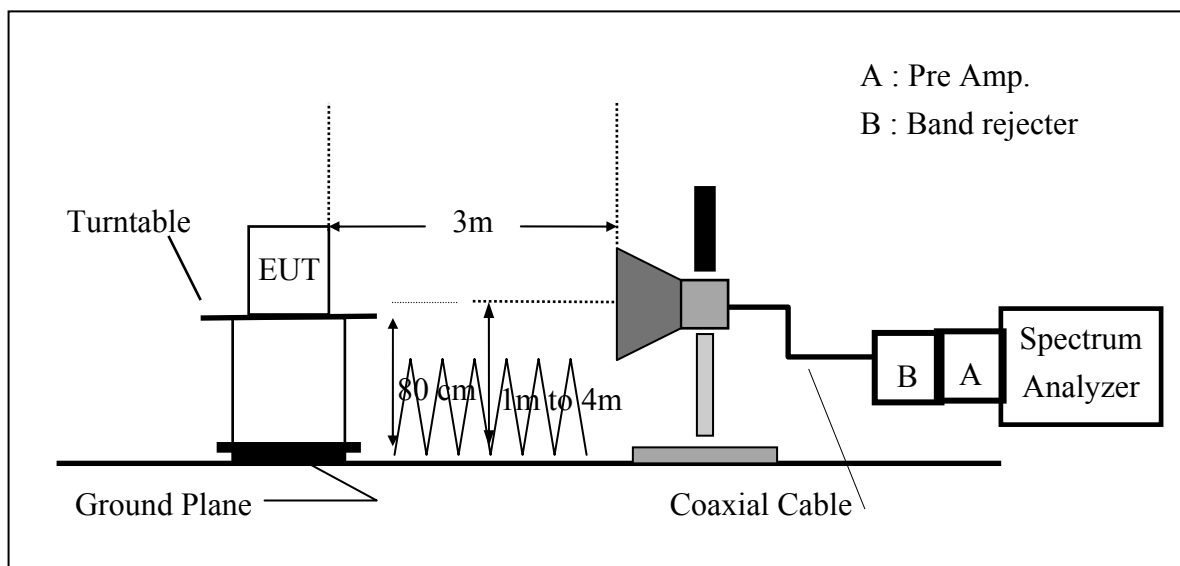 A : Pre Amp.
B : Band rejecter
Turntable
3m
EUT
80 cm
1m to 4m
B
A
Spectrum
Analyzer
Ground Plane
Coaxial Cable